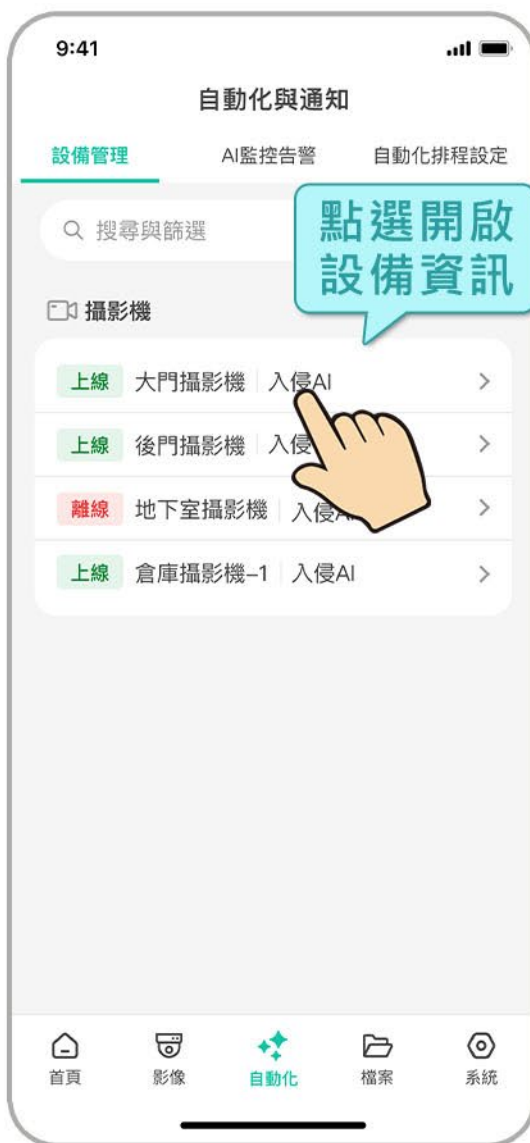 9:41
自動化與通知
設備管理 AI監控告警 自動化排程設定
搜尋與篩選
點選開啟
設備資訊
攝影機
上線 大門攝影機 入侵AI
上線 後門攝影機 入侵
離線 地下室攝影機 入侵A
上線 倉庫攝影機-1 入侵AI
首頁 影像 自動化 檔案 系統